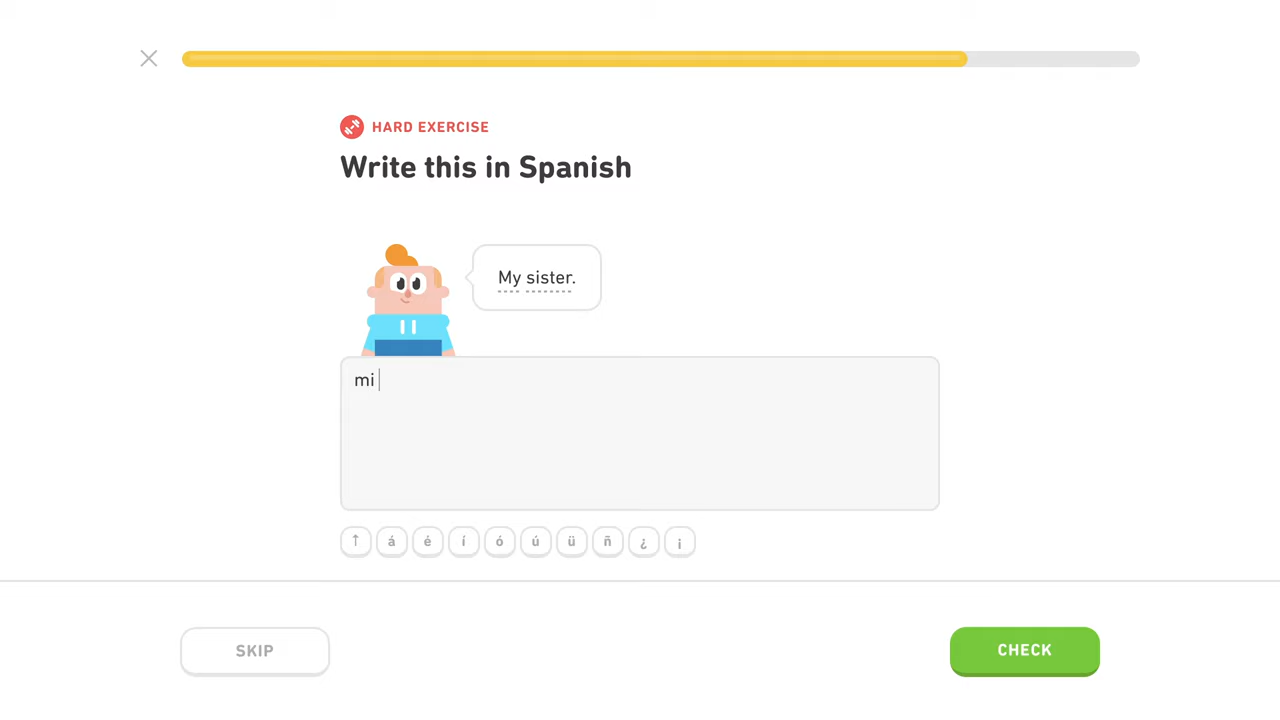 HARD EXERCISE
Write this in Spanish
My sister.
mi
↑ á é í ó ú ü ñ ¿ ¡
SKIP
CHECK